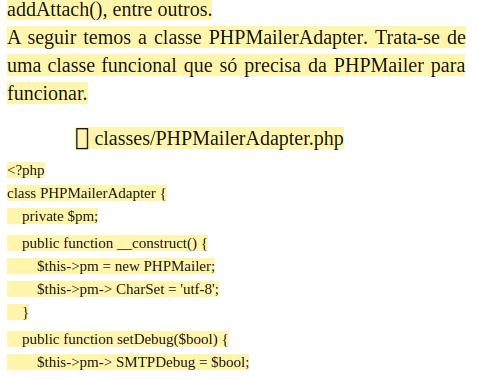 addAttach(), entre outros.
A seguir temos a classe PHPMailerAdapter. Trata-se de
uma classe funcional que só precisa da PHPMailer para
funcionar.
classes/PHPMailerAdapter.php
<?php
class PHPMailerAdapter {
private $pm;
public function __construct() {
$this->pm = new PHPMailer;
$this->pm-> CharSet = 'utf-8';
}
public function setDebug($bool) {
$this->pm-> SMTPDebug = $bool;